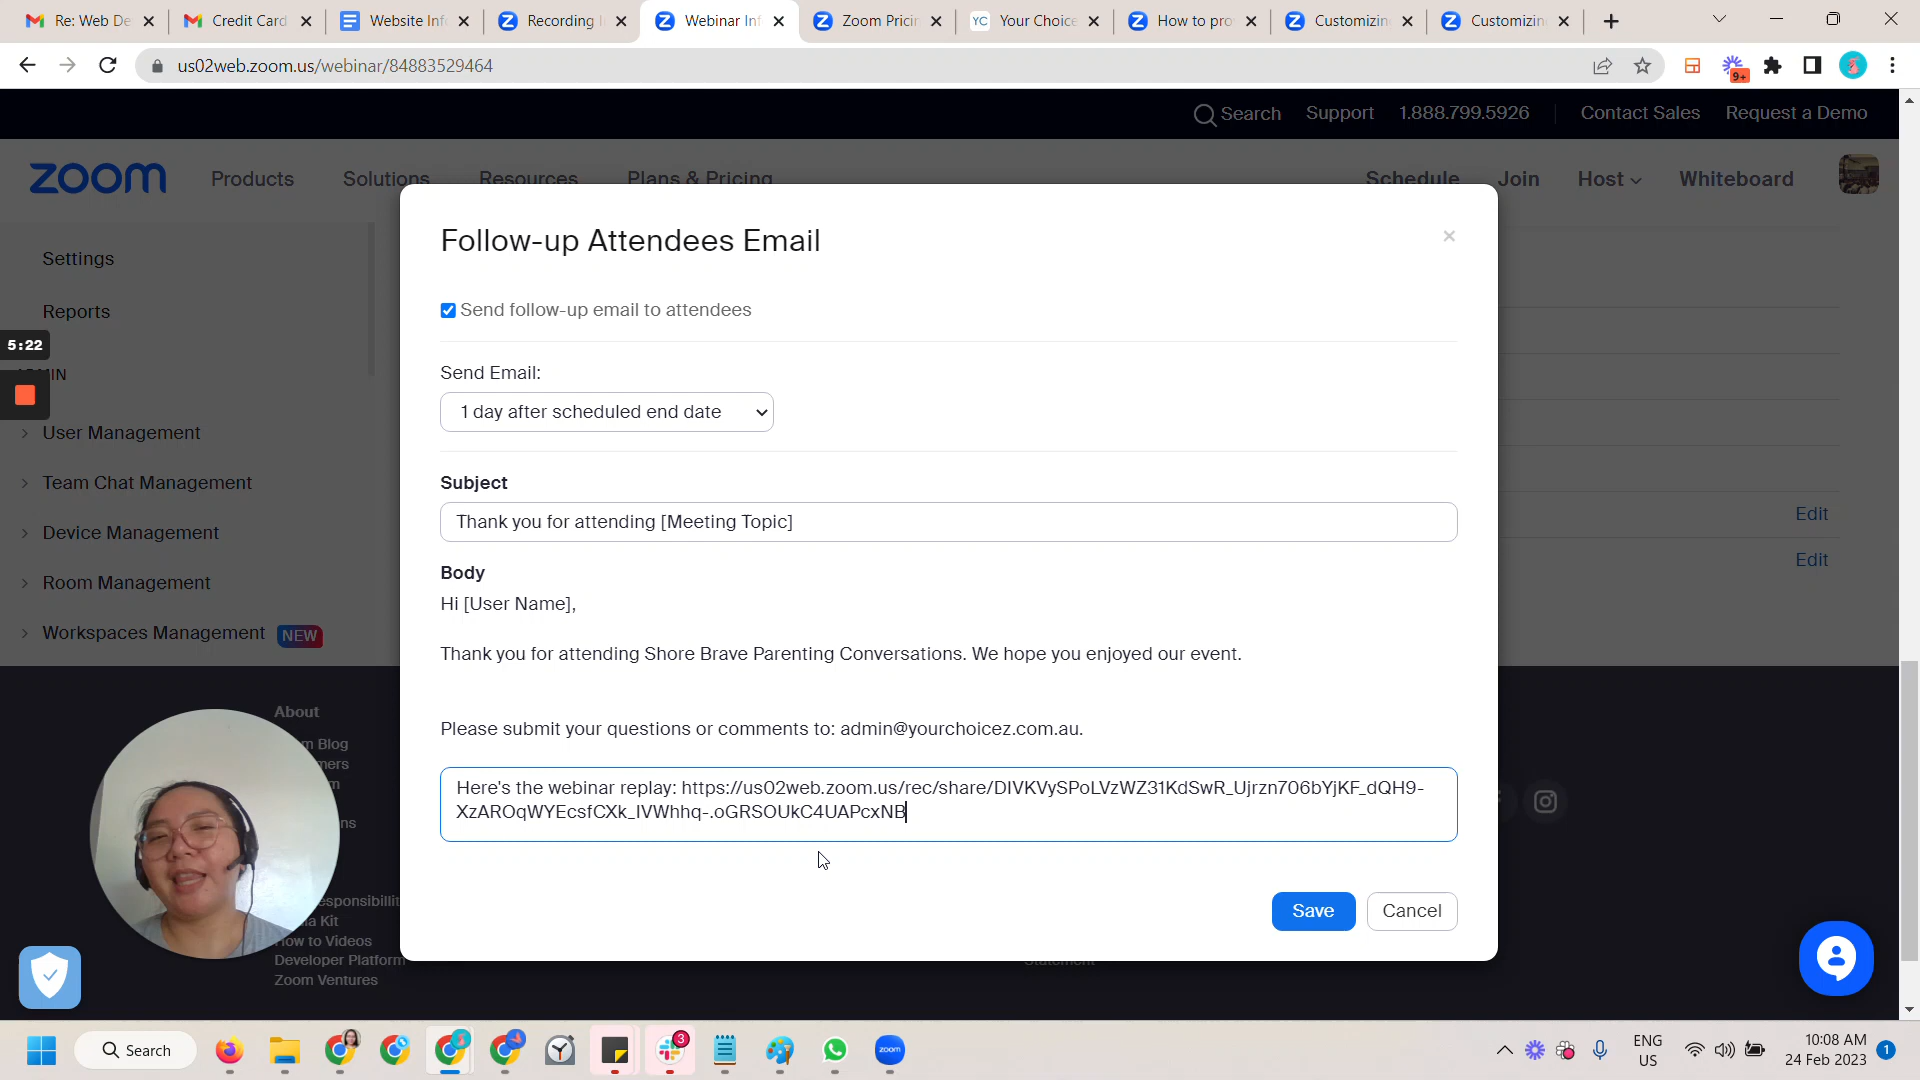 Re: Web De
Credit Card
Website Inf
Recording I
Webinar Inf
Zoom Pricin
YC Your Choice
How to pro
Customizin
Customizin
us02web.zoom.us/webinar/84883529464
9+
Search Support 1.888.799.5926 Contact Sales Request a Demo
zoom Products Solutions Resources Plans & Pricing Schedule Join Host Whiteboard
Settings
Reports
5:22
User Management
Team Chat Management
Device Management
Room Management
Workspaces Management NEW
Follow-up Attendees Email
Send follow-up email to attendees
Send Email:
1 day after scheduled end date
Subject
Thank you for attending [Meeting Topic]
Body
Hi [User Name],
Thank you for attending Shore Brave Parenting Conversations. We hope you enjoyed our event.
Please submit your questions or comments to: admin@yourchoicez.com.au.
Here's the webinar replay: https://us02web.zoom.us/rec/share/DIVKVySPoLVzWZ31KdSwR_Ujrzn706bYjKF_dQH9-
XzAROqWYEcsfCXk_IVWhhq-.oGRSOUkC4UAPcxNB
Save Cancel
Edit
Edit
About
Blog
How to Videos
Developer Platform
Zoom Ventures
Statement
Search
3
zoom
ENG
US
10:08 AM
24 Feb 2023
1